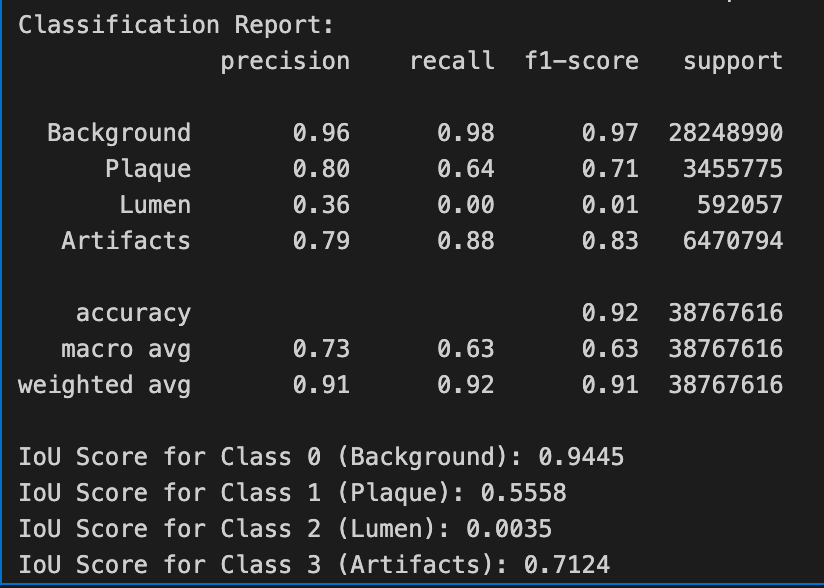 Classification Report:
precision recall f1-score support
Background 0.96 0.98 0.97 28248990
Plaque 0.80 0.64 0.71 3455775
Lumen 0.36 0.00 0.01 592057
Artifacts 0.79 0.88 0.83 6470794
accuracy 0.92 38767616
macro avg 0.73 0.63 0.63 38767616
weighted avg 0.91 0.92 0.91 38767616
IoU Score for Class 0 (Background): 0.9445
IoU Score for Class 1 (Plaque): 0.5558
IoU Score for Class 2 (Lumen): 0.0035
IoU Score for Class 3 (Artifacts): 0.7124